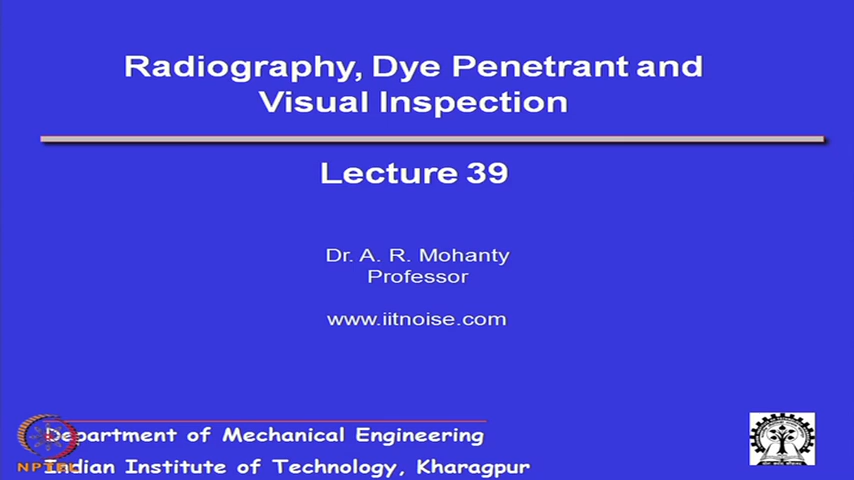 Radiography, Dye Penetrant and
Visual Inspection
Lecture 39
Dr. A. R. Mohanty
Professor
www.iitnoise.com
Department of Mechanical Engineering
NPTEL
Indian Institute of Technology, Kharagpur